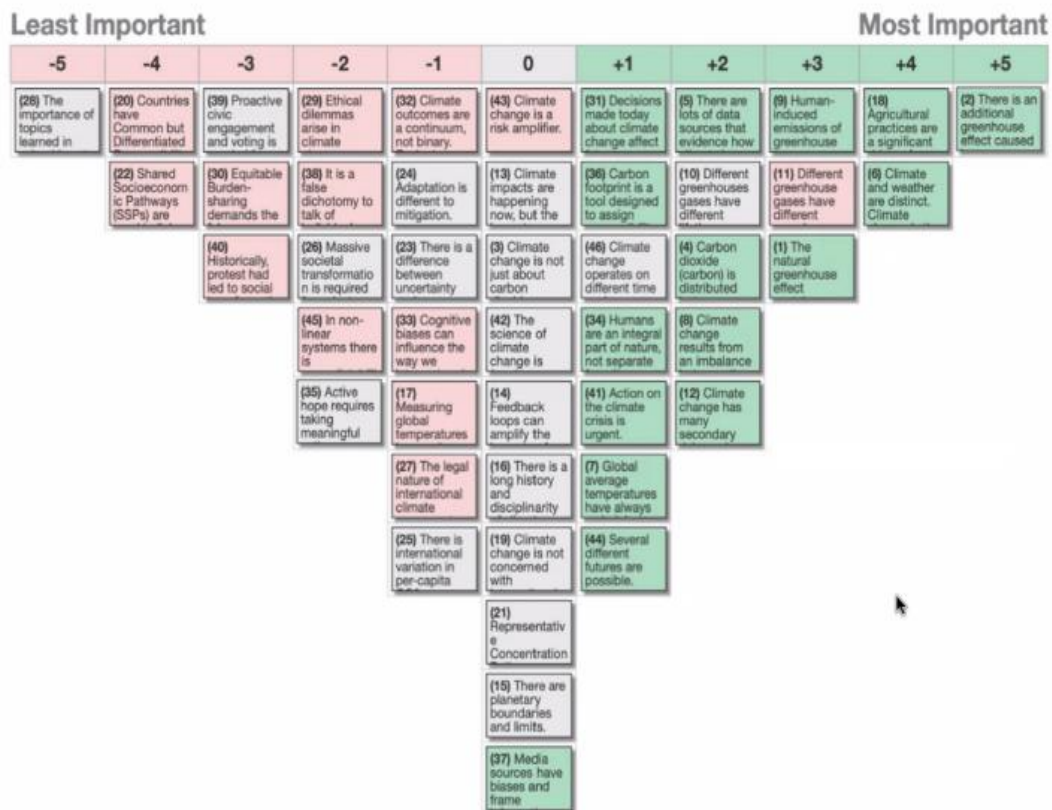 Least Important
Most Important
-5
-4
-3
-2
-1
0
+1
+2
+3
+4
+5
(28) The
importance of
topics
learned in
(20) Countries
have
Common but
Differentiated
(39) Proactive
civic
engagement
and voting is
(29) Ethical
dilemmas
arise in
climate
(32) Climate
outcomes are
a continuum,
not binary.
(43) Climate
change is a
risk amplifier.
(31) Decisions
made today
about climate
change affect
(5) There are
lots of data
sources that
evidence how
(9) Human-
Induced
emissions of
greenhouse
(18)
Agricultural
practices are
a significant
(2) There is an
additional
greenhouse
effect caused
(22) Shared
Socioeconom
ic Pathways
(SSPs) are
(30) Equitable
Burden-
sharing
demands the
(38) It is a
false
dichotomy to
talk of
(24)
Adaptation is
different to
mitigation.
(13) Climate
impacts are
happening
now, but the
(36) Carbon
footprint is a
tool designed
to assign
(10) Different
greenhouses
gases have
different
(11) Different
greenhouse
gases have
different
(6) Climate
and weather
are distinct.
Climate
(40)
Historically,
protest had
led to social
(26) Massive
societal
transformatio
n is required
(23) There is a
difference
between
uncertainty
(3) Climate
change is not
just about
carbon
(46) Climate
change
operates on
different time
(4) Carbon
dioxide
(carbon) is
distributed
(1) The
natural
greenhouse
effect
(45) In non-
linear
systems there
is
(33) Cognitive
biases can
influence the
way we
(42) The
science of
climate
change is
(34) Humans
are an integral
part of nature,
not separate
(8) Climate
change
results from
an imbalance
(35) Active
hope requires
taking
meaningful
(17)
Measuring
global
temperatures
(14)
Feedback
loops can
amplify the
(41) Action on
the climate
crisis is
urgent.
(12) Climate
change has
many
secondary
(27) The legal
nature of
international
climate
(16) There is a
long history
and
disciplinarity
(7) Global
average
temperatures
have always
(25) There is
international
variation in
per-capita
(19) Climate
change is not
concerned
with
(44) Several
different
futures are
possible.
(21)
Representativ
e
Concentration
(15) There are
planetary
boundaries
and limits.
(37) Media
sources have
biases and
frame